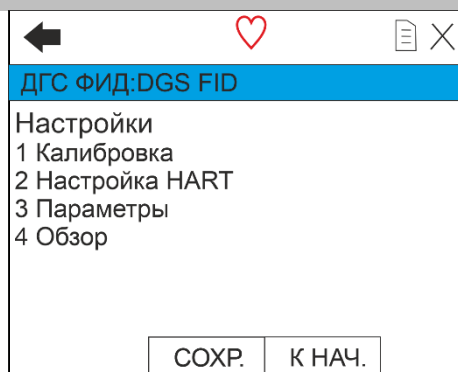 ДГС ФИД:DGS FID
Настройки
1 Калибровка
2 Настройка HART
3 Параметры
4 Обзор
СОХР. К НАЧ.